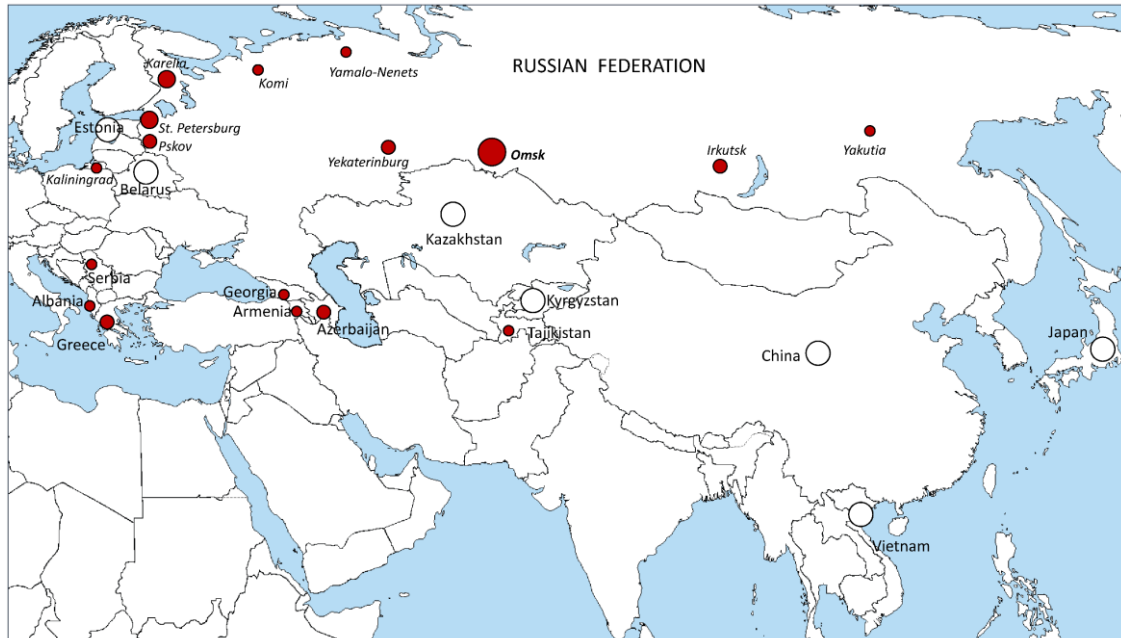 Karelia
Komi
Yamalo-Nenets
RUSSIAN FEDERATION
Estonia
St. Petersburg
Pskov
Kaliningrad
Belarus
Yekaterinburg
Omsk
Irkutsk
Yakutia
Kazakhstan
Serbia
Albania
Greece
Georgia
Armenia
Azerbaijan
Kyrgyzstan
Tajikistan
China
Japan
Vietnam